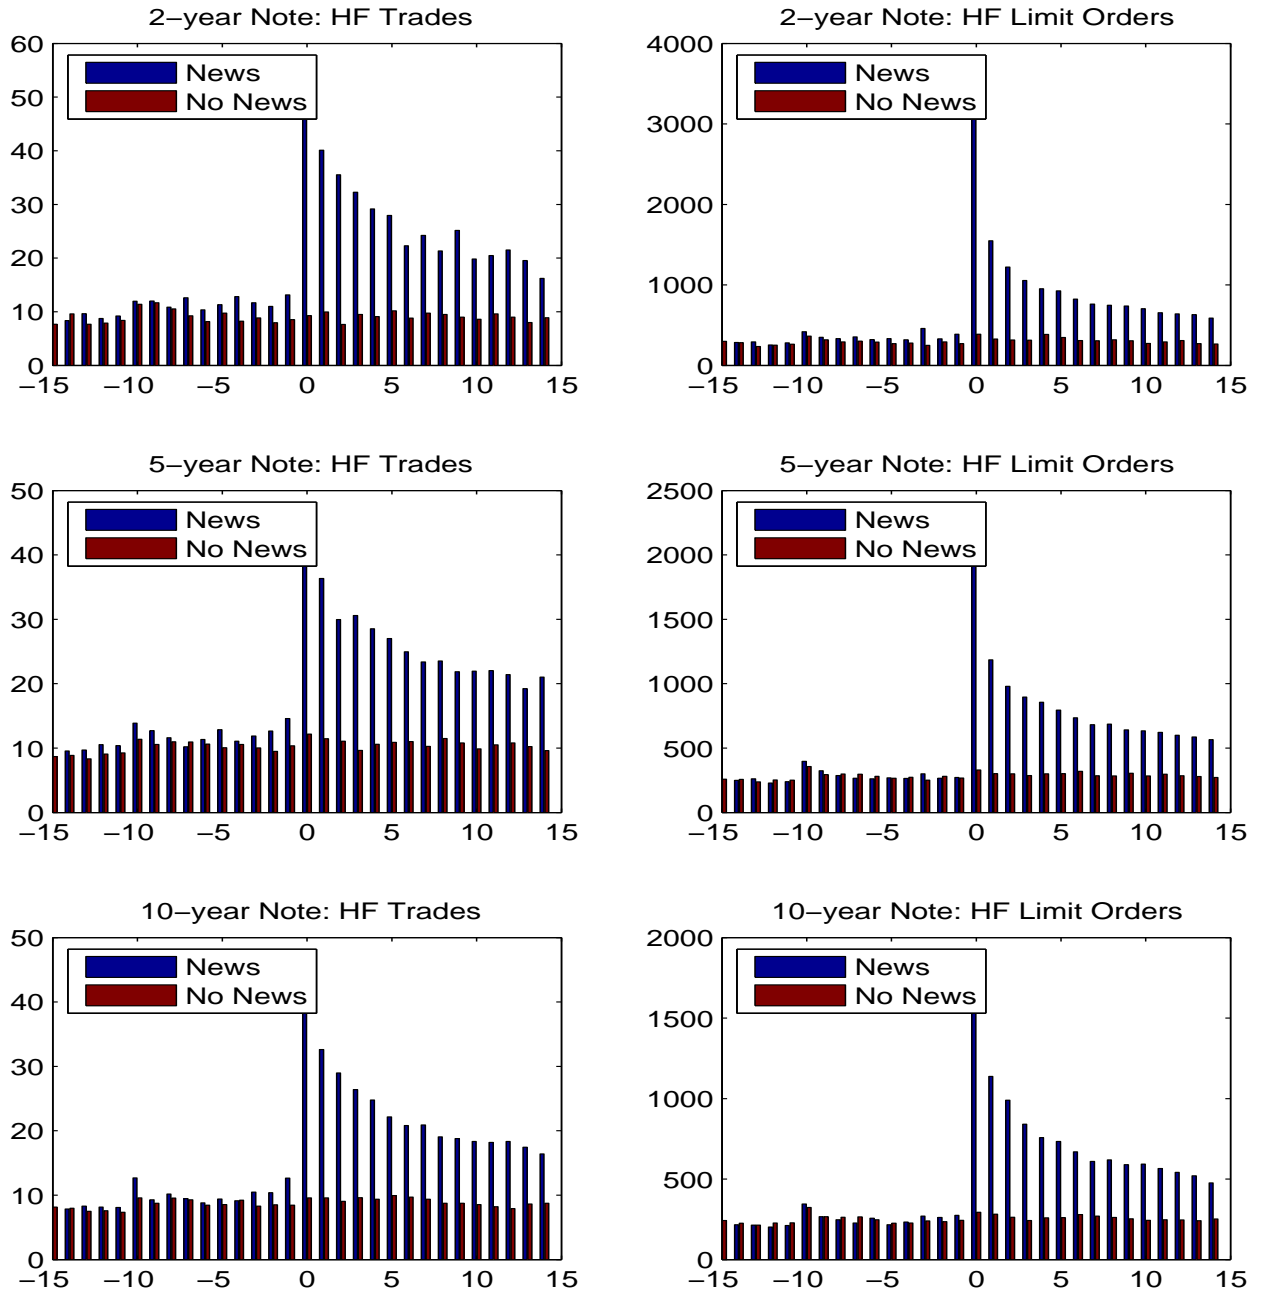 2−year Note: HF Trades
60
50
40
30
20
10
0
−15 −10 −5 0 5 10 15
News
No News
2−year Note: HF Limit Orders
4000
3000
2000
1000
0
−15 −10 −5 0 5 10 15
News
No News
5−year Note: HF Trades
50
40
30
20
10
0
−15 −10 −5 0 5 10 15
News
No News
5−year Note: HF Limit Orders
2500
2000
1500
1000
500
0
−15 −10 −5 0 5 10 15
News
No News
10−year Note: HF Trades
50
40
30
20
10
0
−15 −10 −5 0 5 10 15
News
No News
10−year Note: HF Limit Orders
2000
1500
1000
500
0
−15 −10 −5 0 5 10 15
News
No News